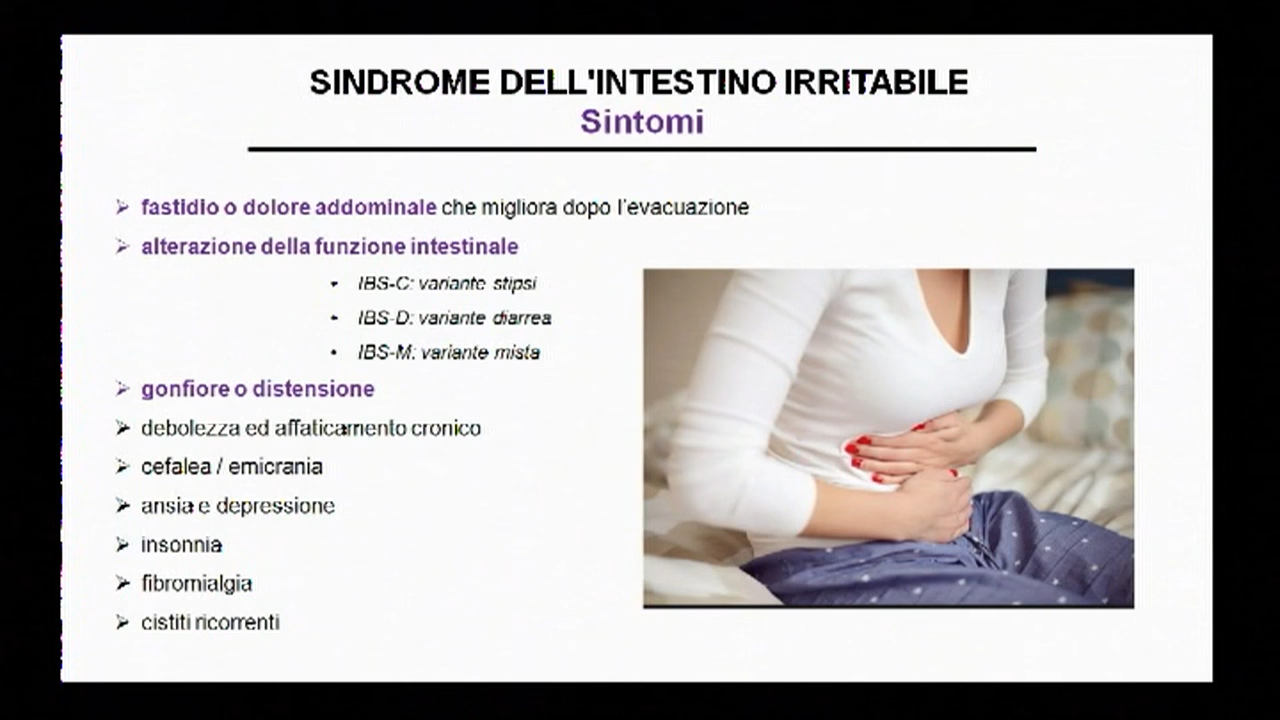 SINDROME DELL'INTESTINO IRRITABILE
Sintomi
➢ fastidio o dolore addominale che migliora dopo l'evacuazione
➢ alterazione della funzione intestinale
• IBS-C: variante stipsi
• IBS-D: variante diarrea
• IBS-M: variante mista
➢ gonfiore o distensione
➢ debolezza ed affaticamento cronico
➢ cefalea / emicrania
➢ ansia e depressione
➢ insonnia
➢ fibromialgia
➢ cistiti ricorrenti